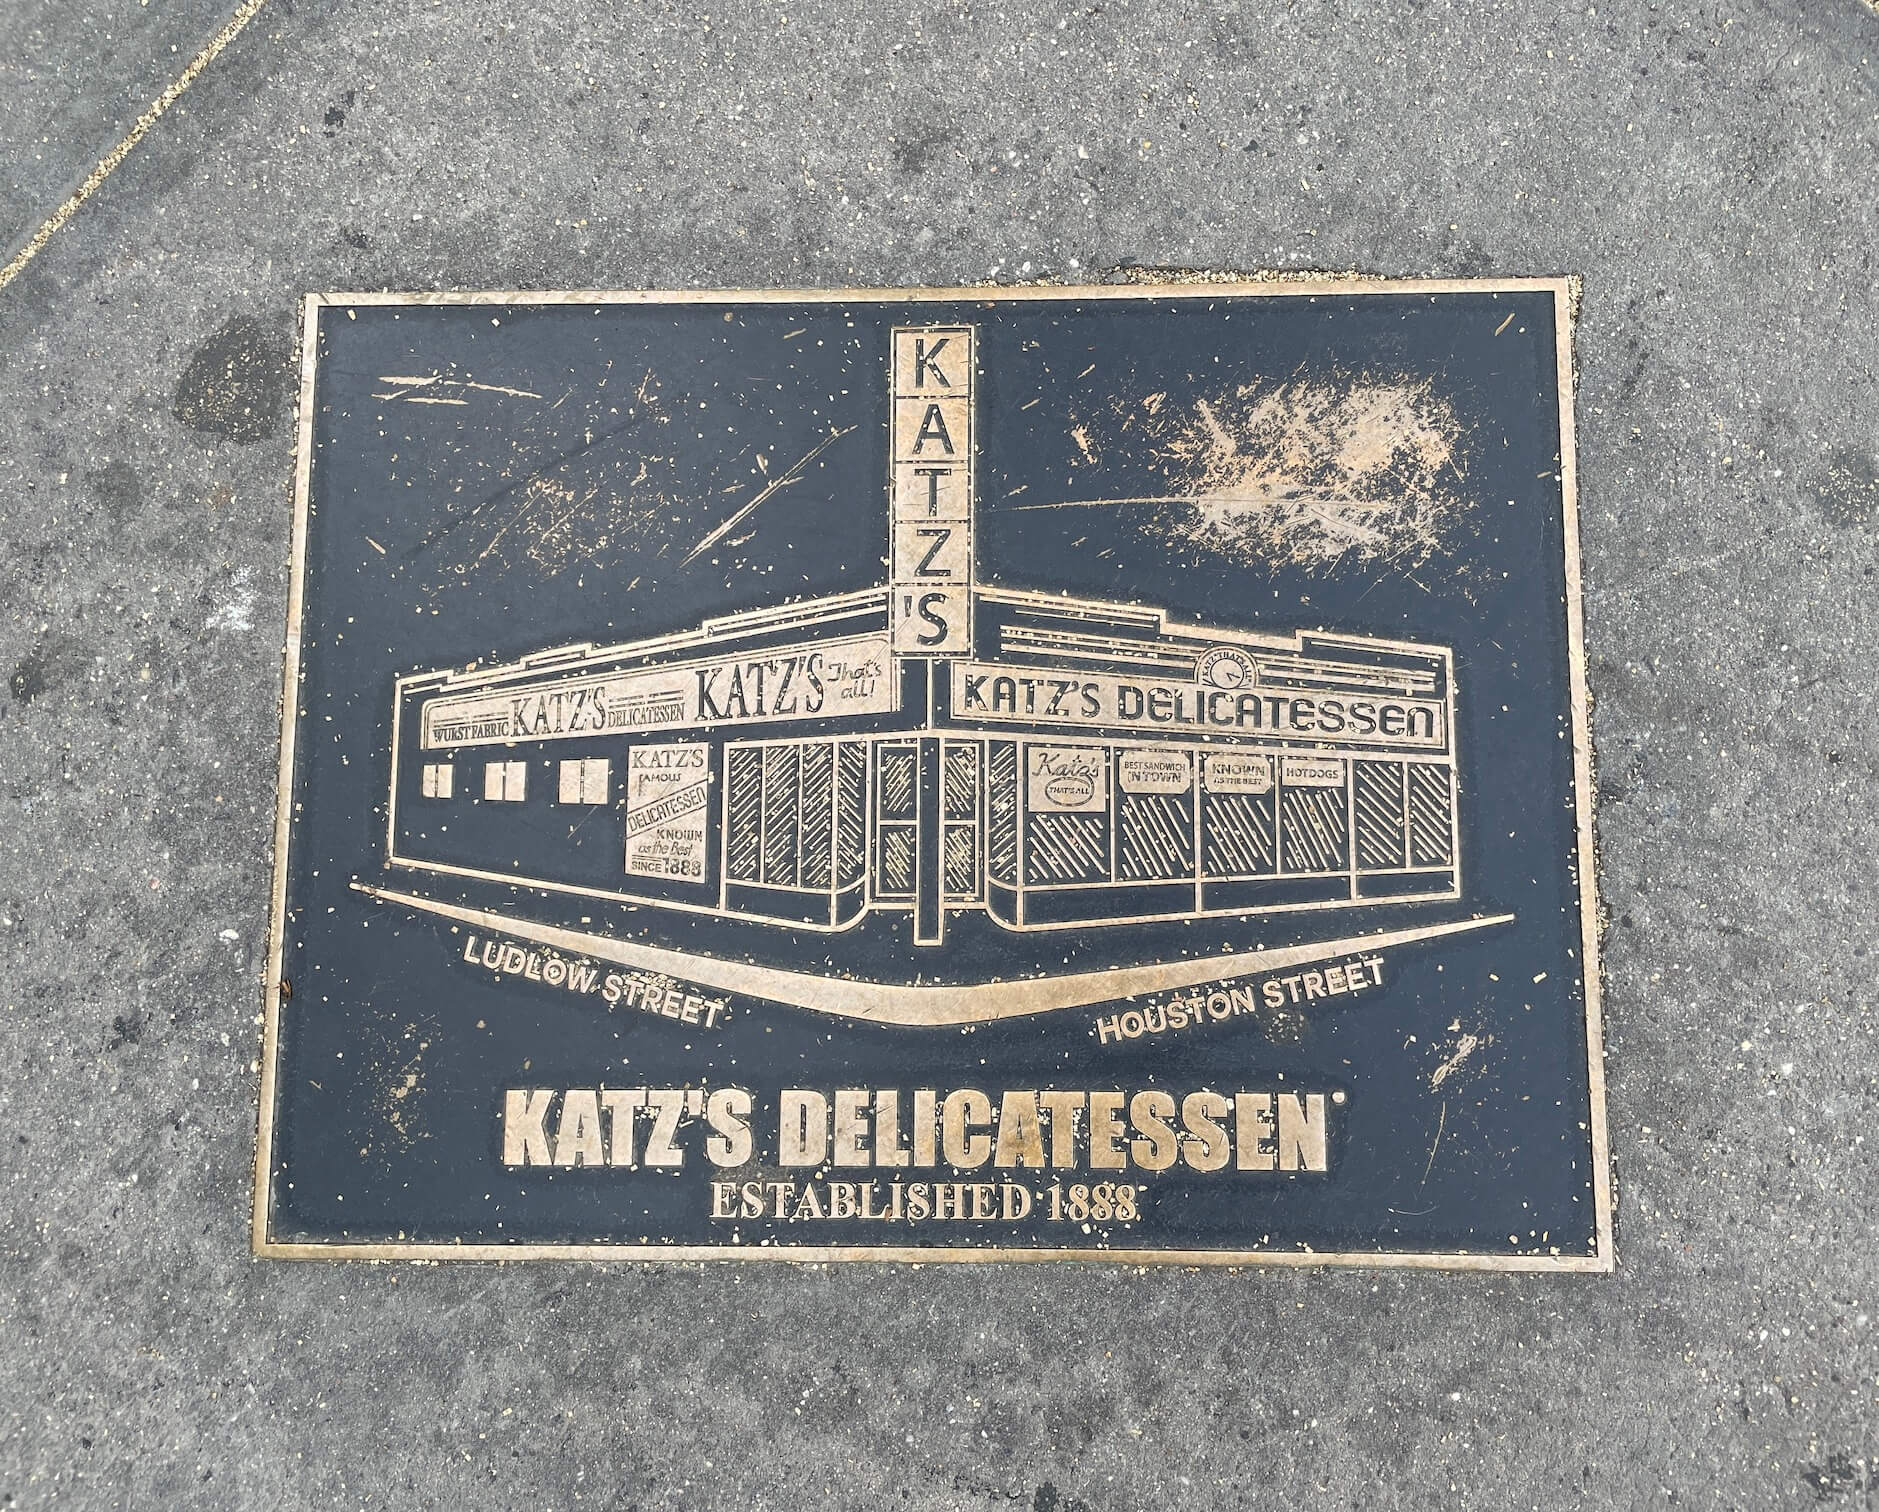 KATZ'S
WURST FABRIC KATZ'S DELICATESSEN KATZ'S That's all!
KATZ'S DELICATESSEN
KATZ'S
FAMOUS
DELICATESSEN
KNOWN
as the Best
SINCE 1888
Katz's
THAT'S ALL
BEST SANDWICH
IN TOWN
KNOWN
AS THE BEST
HOT DOGS
LUDLOW STREET
HOUSTON STREET
KATZ'S DELICATESSEN
ESTABLISHED 1888